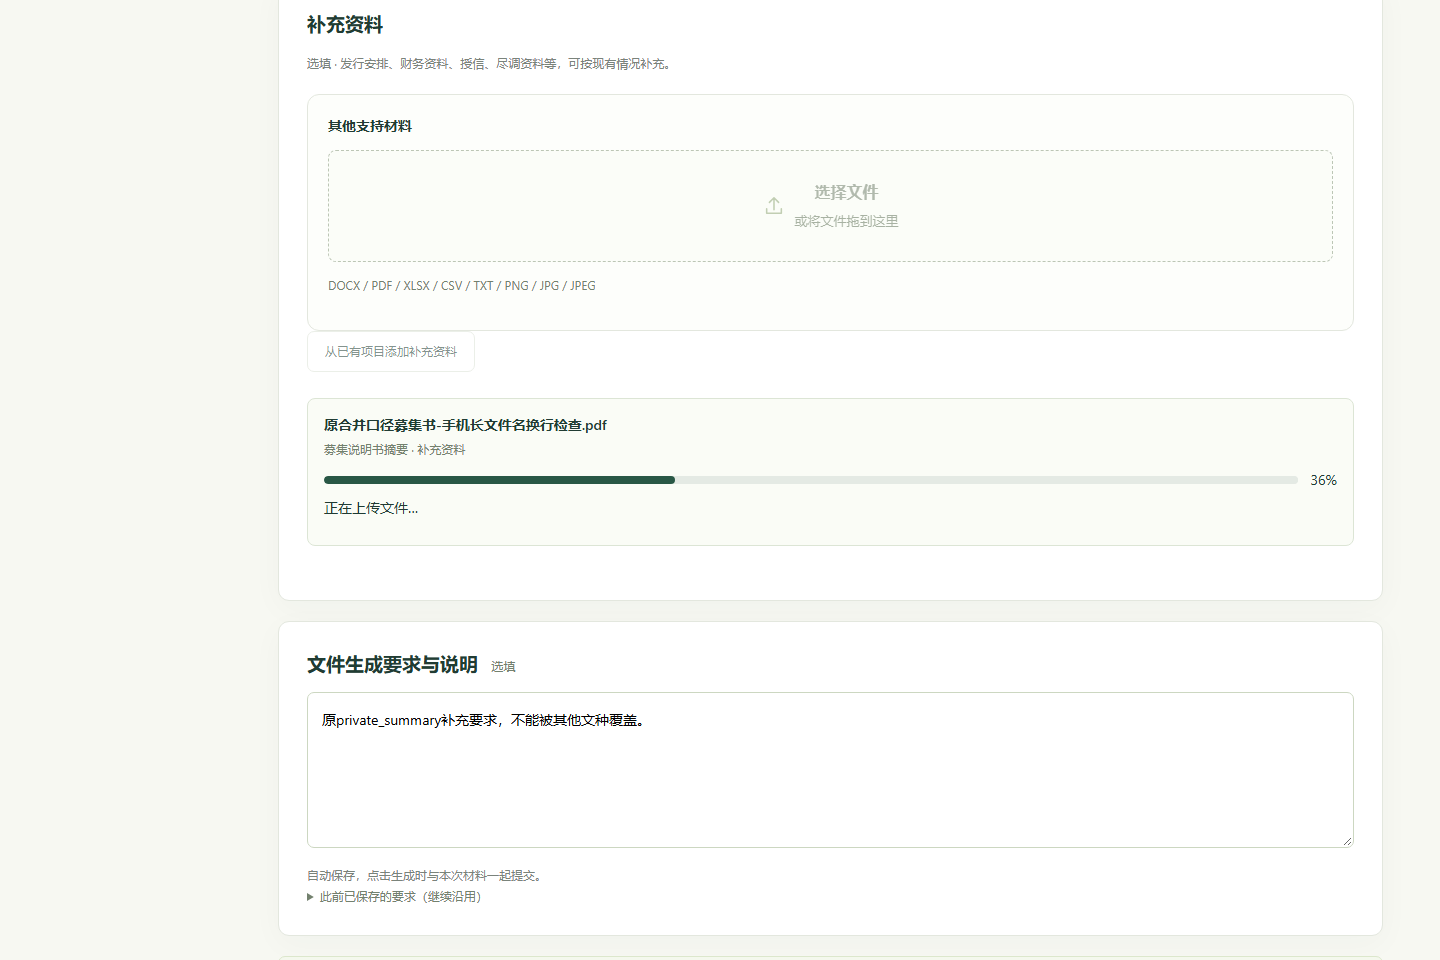 补充资料
选填 · 发行安排、财务资料、授信、尽调资料等，可按现有情况补充。
其他支持材料
选择文件
或将文件拖到这里
DOCX / PDF / XLSX / CSV / TXT / PNG / JPG / JPEG
从已有项目添加补充资料
原合并口径募集书-手机长文件名换行检查.pdf
募集说明书摘要 · 补充资料
36%
正在上传文件...
文件生成要求与说明 选填
原private_summary补充要求，不能被其他文种覆盖。
自动保存，点击生成时与本次材料一起提交。
▶ 此前已保存的要求（继续沿用）